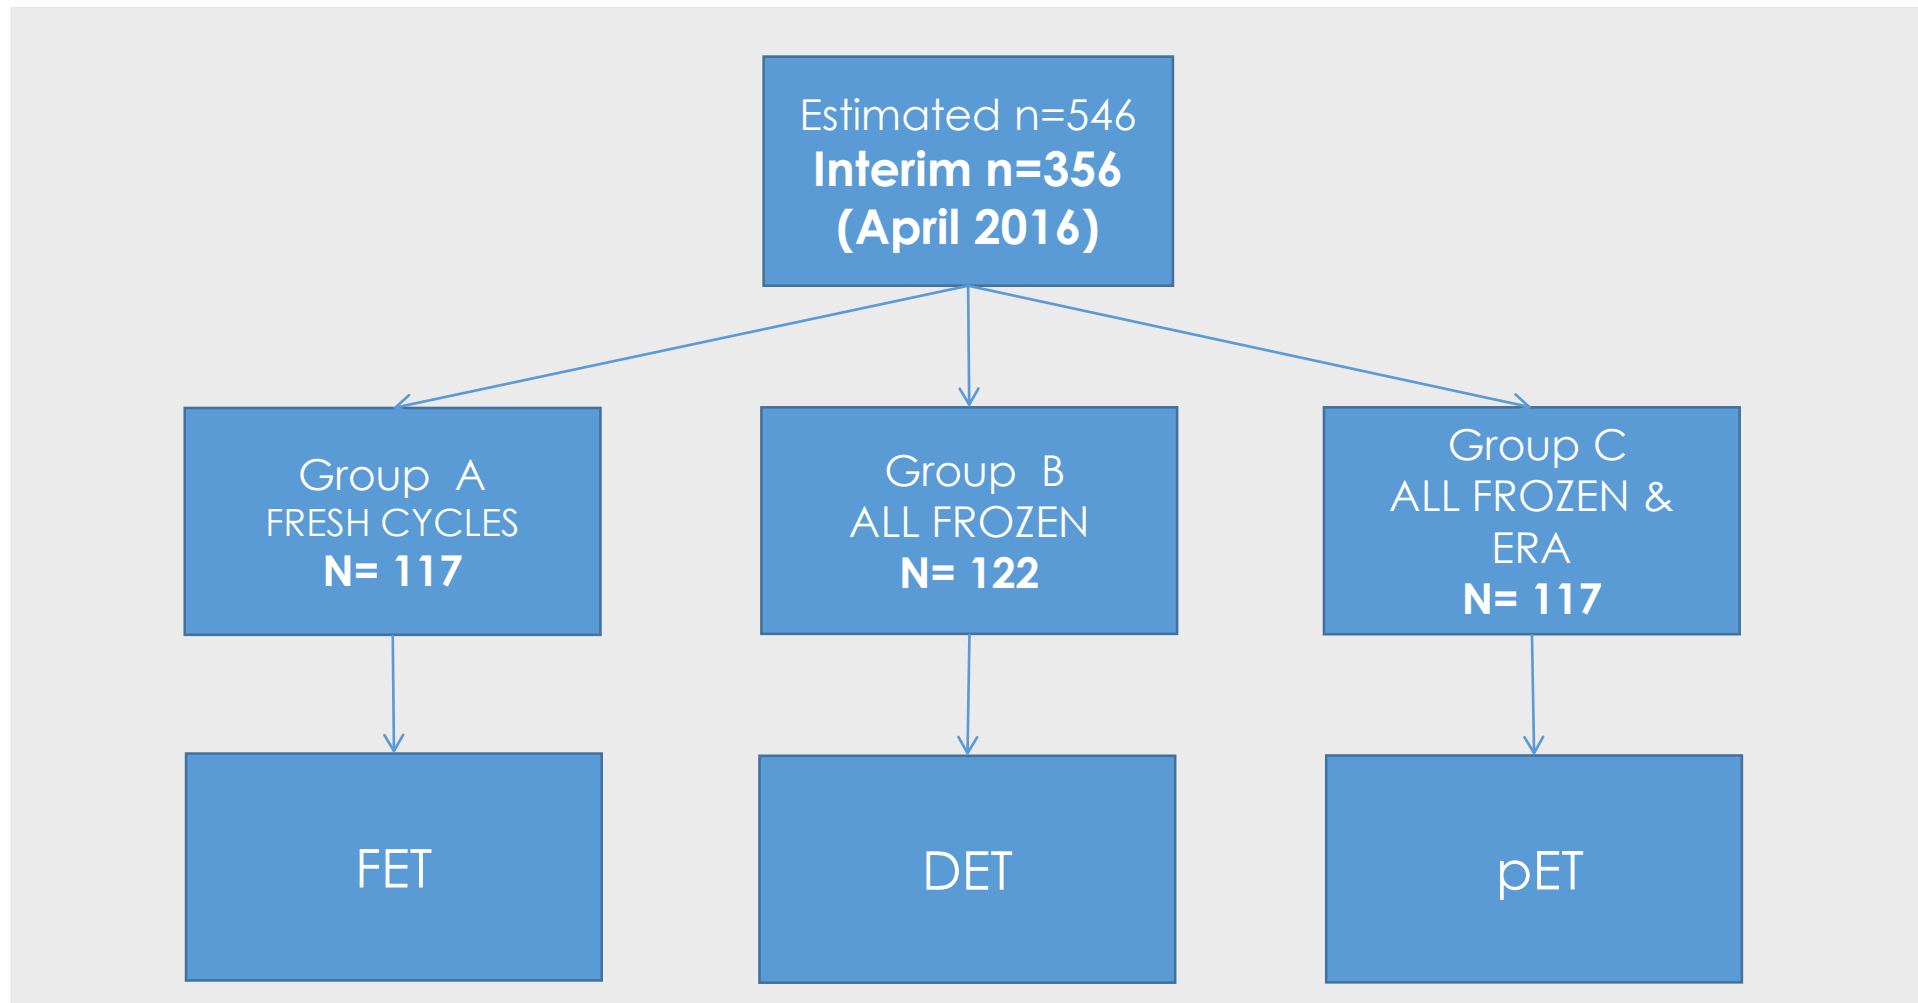 Estimated n=546
Interim n=356
(April 2016)
Group A
FRESH CYCLES
N= 117
Group B
ALL FROZEN
N= 122
Group C
ALL FROZEN &
ERA
N= 117
FET
DET
pET